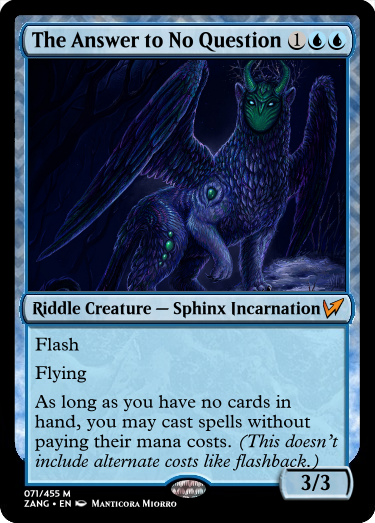 The Answer to No Question 1
Riddle Creature — Sphinx Incarnation
Flash
Flying
As long as you have no cards in
hand, you may cast spells without
paying their mana costs. (This doesn't
include alternate costs like flashback.)
3/3
071/455 M
ZANG • EN Manticora Miorro